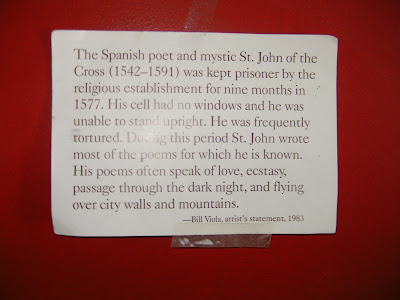 The Spanish poet and mystic St. John of the
Cross (1542–1591) was kept prisoner by the
religious establishment for nine months in
1577. His cell had no windows and he was
unable to stand upright. He was frequently
tortured. During this period St. John wrote
most of the poems for which he is known.
His poems often speak of love, ecstasy,
passage through the dark night, and flying
over city walls and mountains.
—Bill Viola, artist's statement, 1983